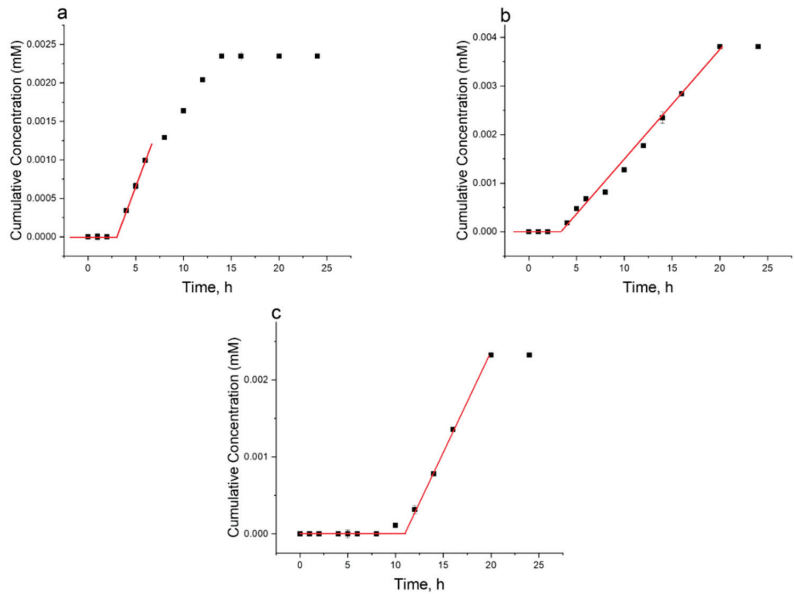 a
Cumulative Concentration (mM)
0.0025
0.0020
0.0015
0.0010
0.0005
0.0000
0 5 10 15 20 25
Time, h
b
Cumulative Concentration (mM)
0.004
0.003
0.002
0.001
0.000
0 5 10 15 20 25
Time, h
c
Cumulative Concentration (mM)
0.002
0.001
0.000
0 5 10 15 20 25
Time, h